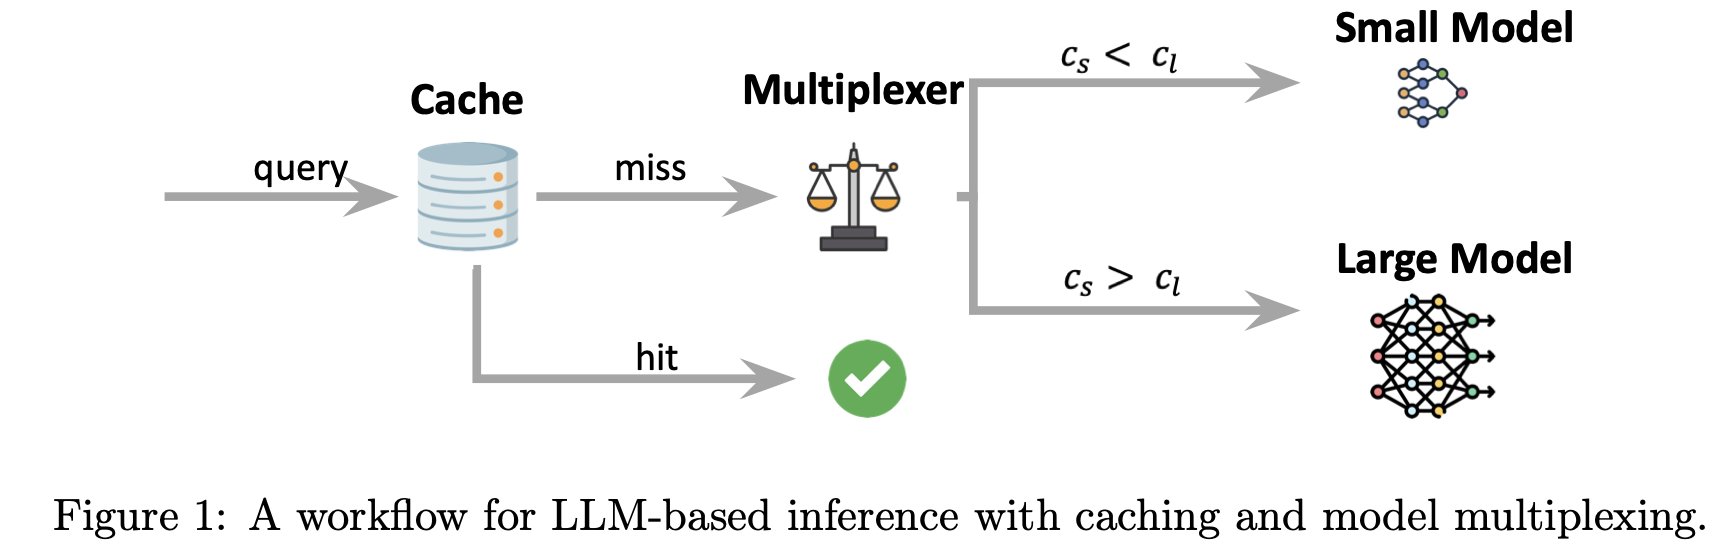 query
Cache
miss
hit
Multiplexer
c_s < c_l
Small Model
c_s > c_l
Large Model
Figure 1: A workflow for LLM-based inference with caching and model multiplexing.